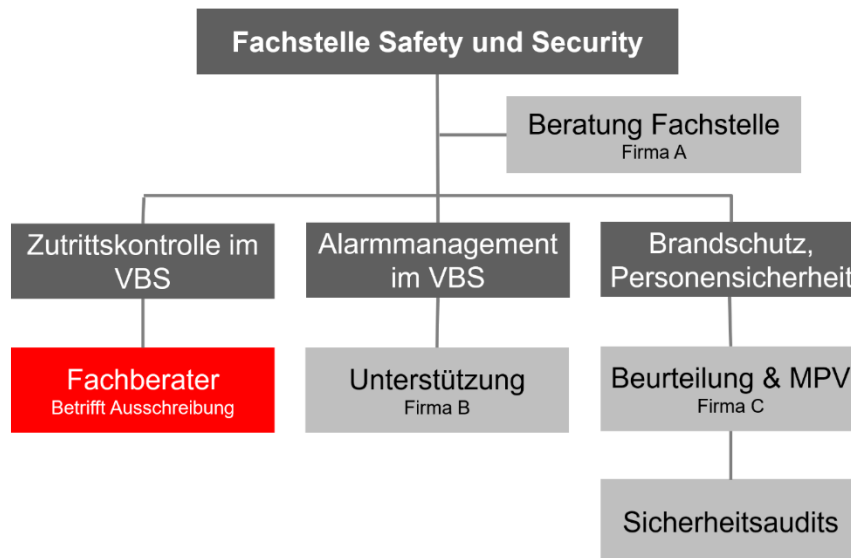 Fachstelle Safety und Security
Beratung Fachstelle
Firma A
Zutrittskontrolle im
VBS
Alarmmanagement
im VBS
Brandschutz,
Personensicherheit
Fachberater
Betrifft Ausschreibung
Unterstützung
Firma B
Beurteilung & MPV
Firma C
Sicherheitsaudits